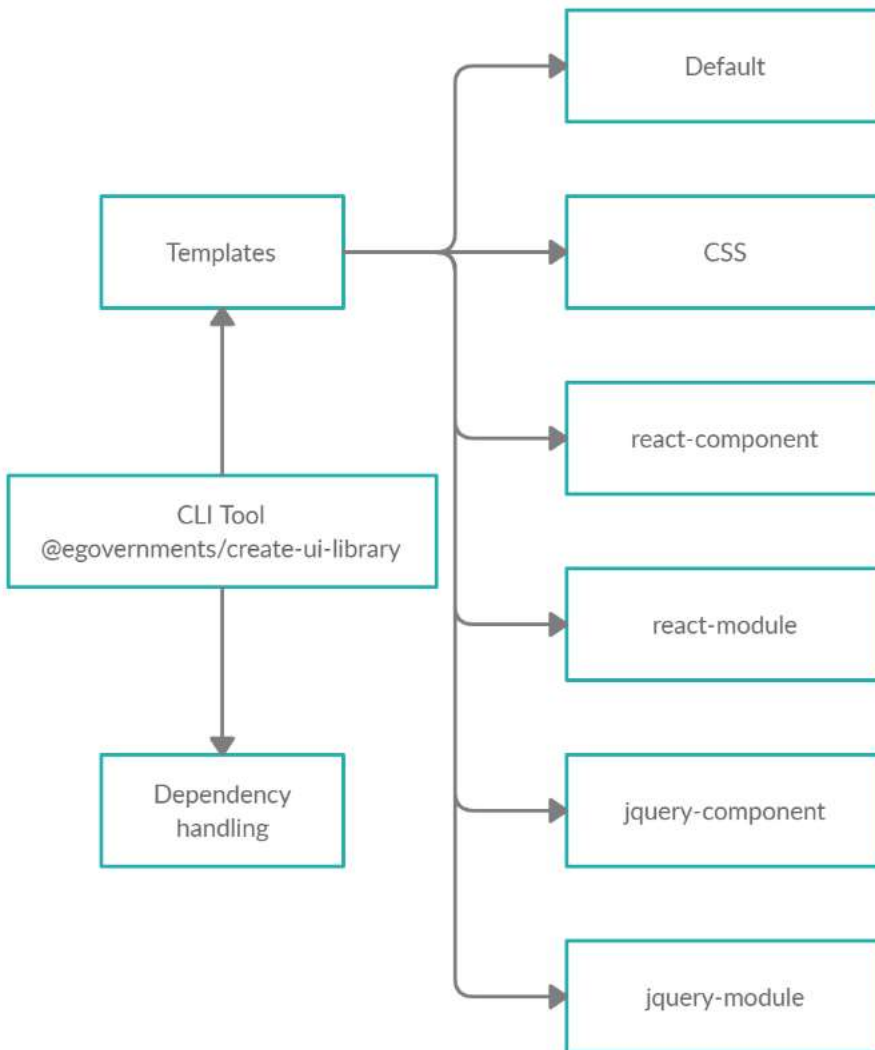 Default
Templates
CSS
react-component
CLI Tool
@egovernments/create-ui-library
react-module
Dependency
handling
jquery-component
jquery-module